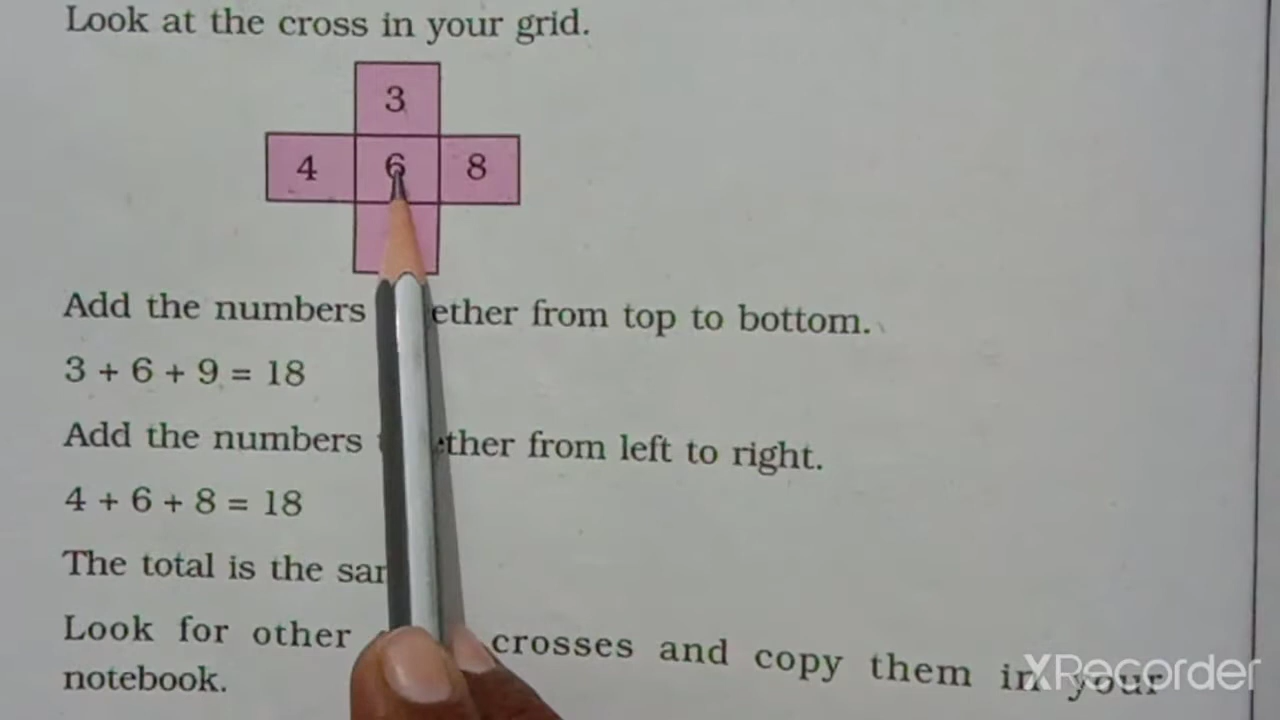 Look at the cross in your grid.
3
4 6 8
Add the numbers ether from top to bottom.
3 + 6 + 9 = 18
Add the numbers ther from left to right.
4 + 6 + 8 = 18
The total is the
Look for other crosses and copy them in your
notebook.
XRecorder